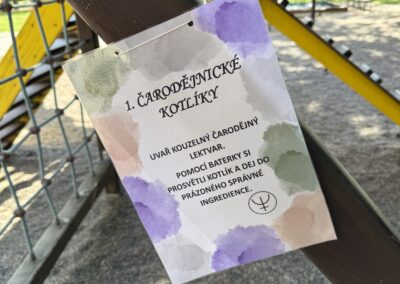 1. ČARODĚJNICKÉ
KOTLÍKY
UVAŘ KOUZELNÝ ČARODĚJNÝ
LEKTVAR.
POMOCÍ BATERKY SI
PROSVĚTLI KOTLÍK A DEJ DO
PRÁZDNÉHO SPRÁVNÉ
INGREDIENCE.